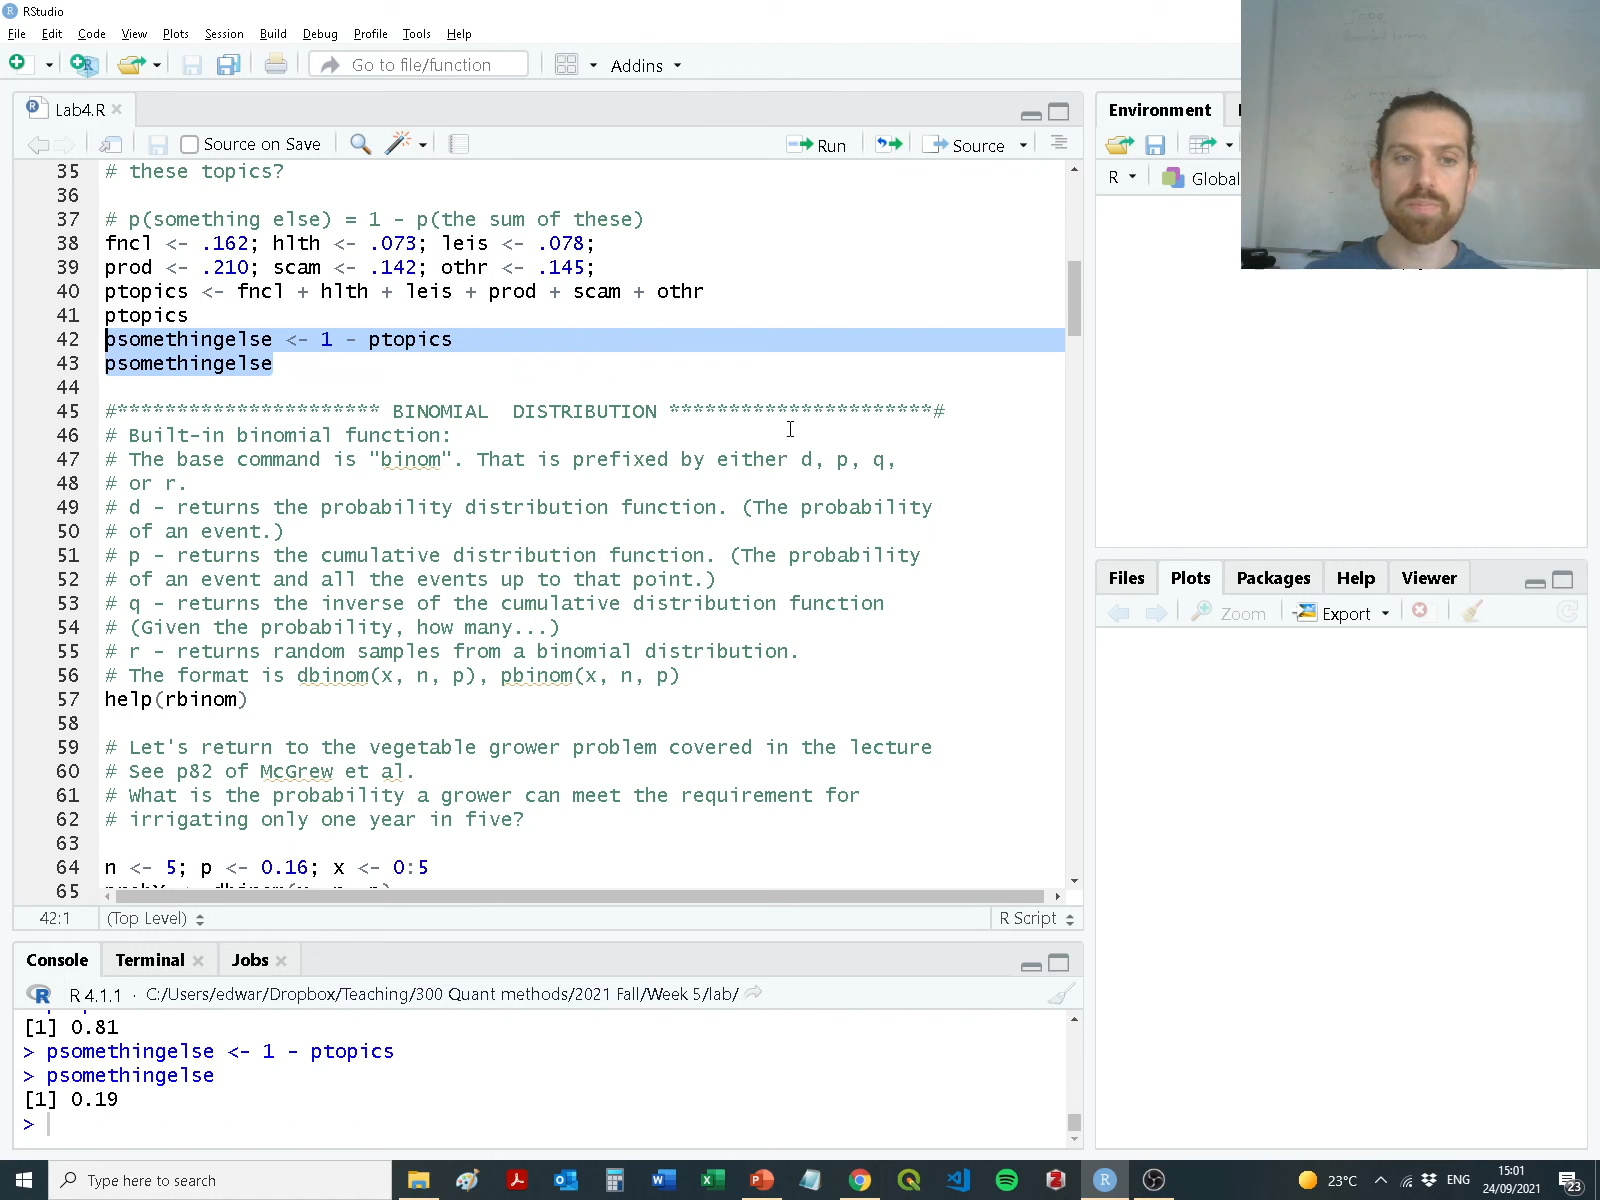 RStudio
File Edit Code View Plots Session Build Debug Profile Tools Help
Go to file/function Addins
Lab4.R
Source on Save Run Source
35 # these topics?
36
37 # p(something else) = 1 - p(the sum of these)
38 fncl <- .162; hlth <- .073; leis <- .078;
39 prod <- .210; scam <- .142; othr <- .145;
40 ptopics <- fncl + hlth + leis + prod + scam + othr
41 ptopics
42 psomethingelse <- 1 - ptopics
43 psomethingelse
44
45 #********************** BINOMIAL  DISTRIBUTION **********************#
46 # Built-in binomial function:
47 # The base command is "binom". That is prefixed by either d, p, q,
48 # or r.
49 # d - returns the probability distribution function. (The probability
50 # of an event.)
51 # p - returns the cumulative distribution function. (The probability
52 # of an event and all the events up to that point.)
53 # q - returns the inverse of the cumulative distribution function
54 # (Given the probability, how many...)
55 # r - returns random samples from a binomial distribution.
56 # The format is dbinom(x, n, p), pbinom(x, n, p)
57 help(rbinom)
58
59 # Let's return to the vegetable grower problem covered in the lecture
60 # See p82 of McGrew et al.
61 # What is the probability a grower can meet the requirement for
62 # irrigating only one year in five?
63
64 n <- 5; p <- 0.16; x <- 0:5
65
42:1 (Top Level) R Script
Console Terminal Jobs
R 4.1.1 · C:/Users/edwar/Dropbox/Teaching/300 Quant methods/2021 Fall/Week 5/lab/
[1] 0.81
> psomethingelse <- 1 - ptopics
> psomethingelse
[1] 0.19
>
Environment
R Global
Files Plots Packages Help Viewer
Zoom Export
Type here to search
23°C ENG 15:01
24/09/2021 23